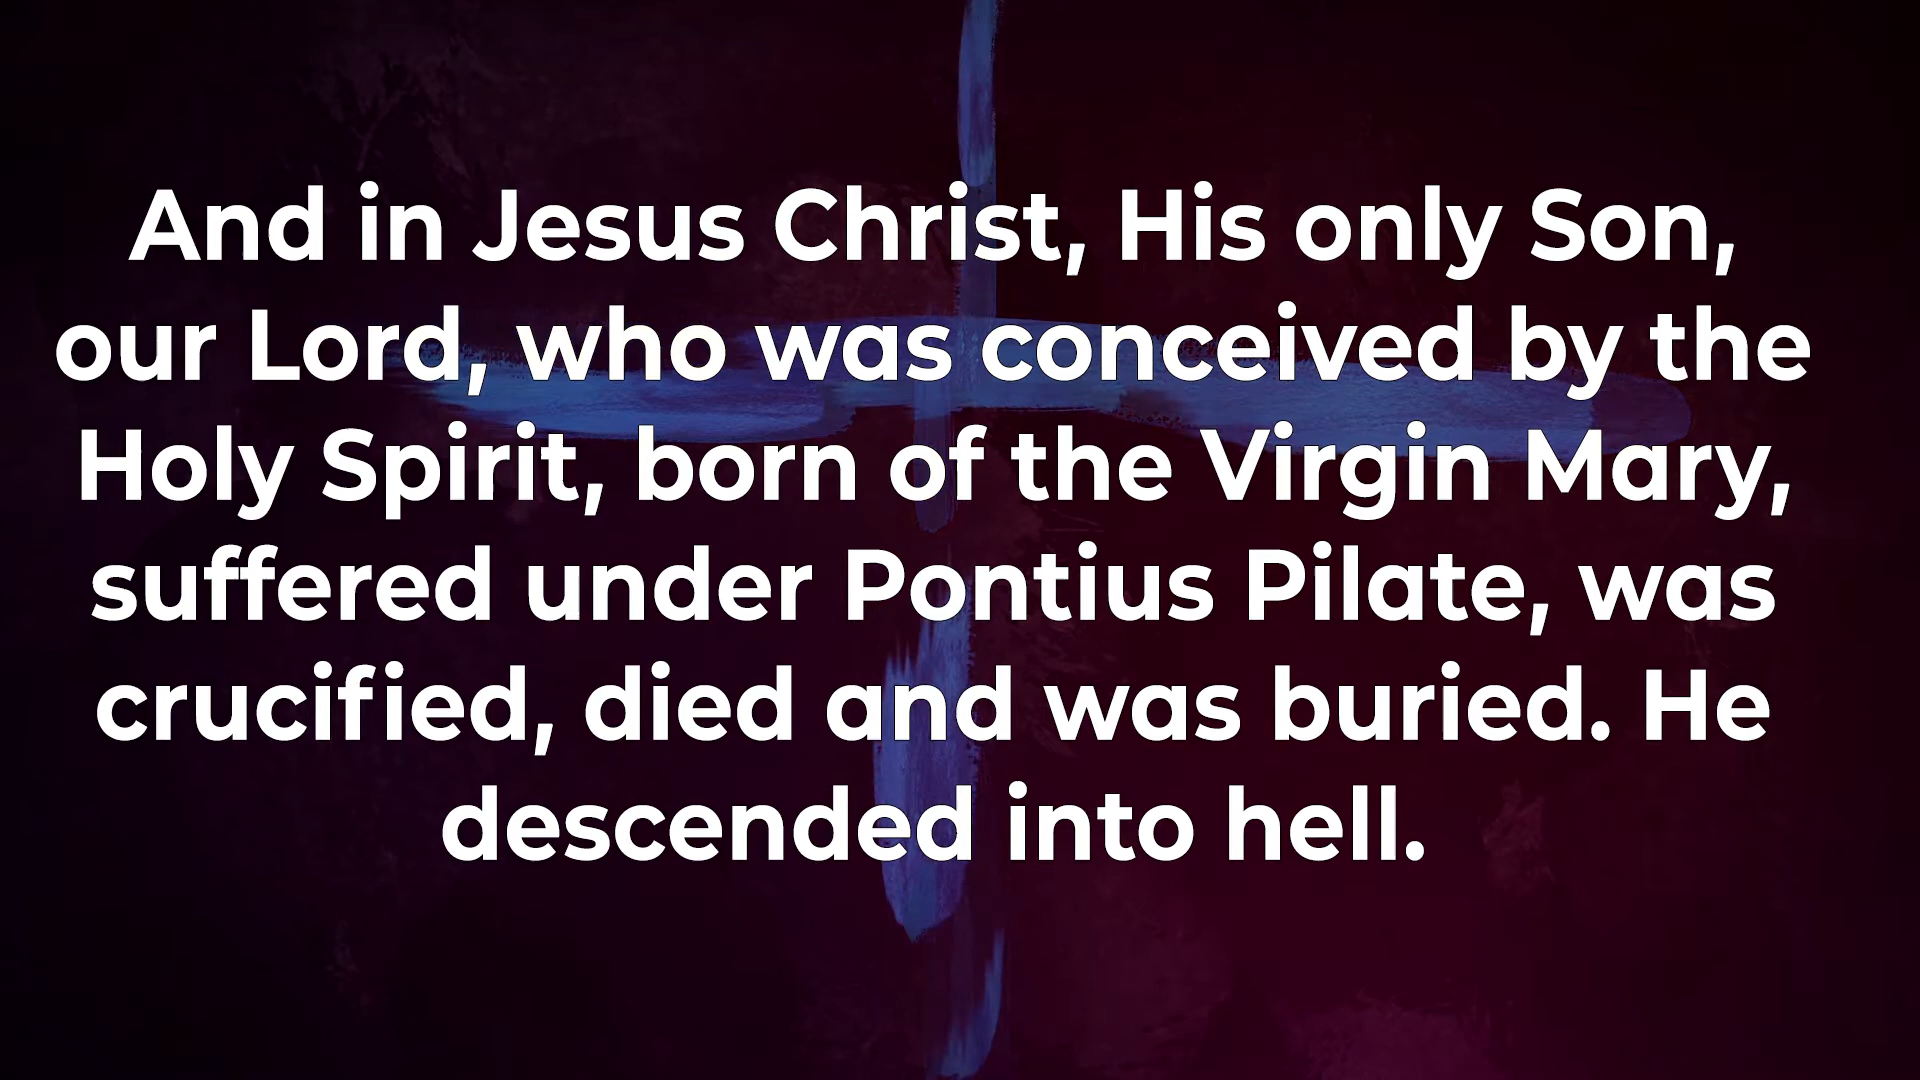 And in Jesus Christ, His only Son,
our Lord, who was conceived by the
Holy Spirit, born of the Virgin Mary,
suffered under Pontius Pilate, was
crucified, died and was buried. He
descended into hell.